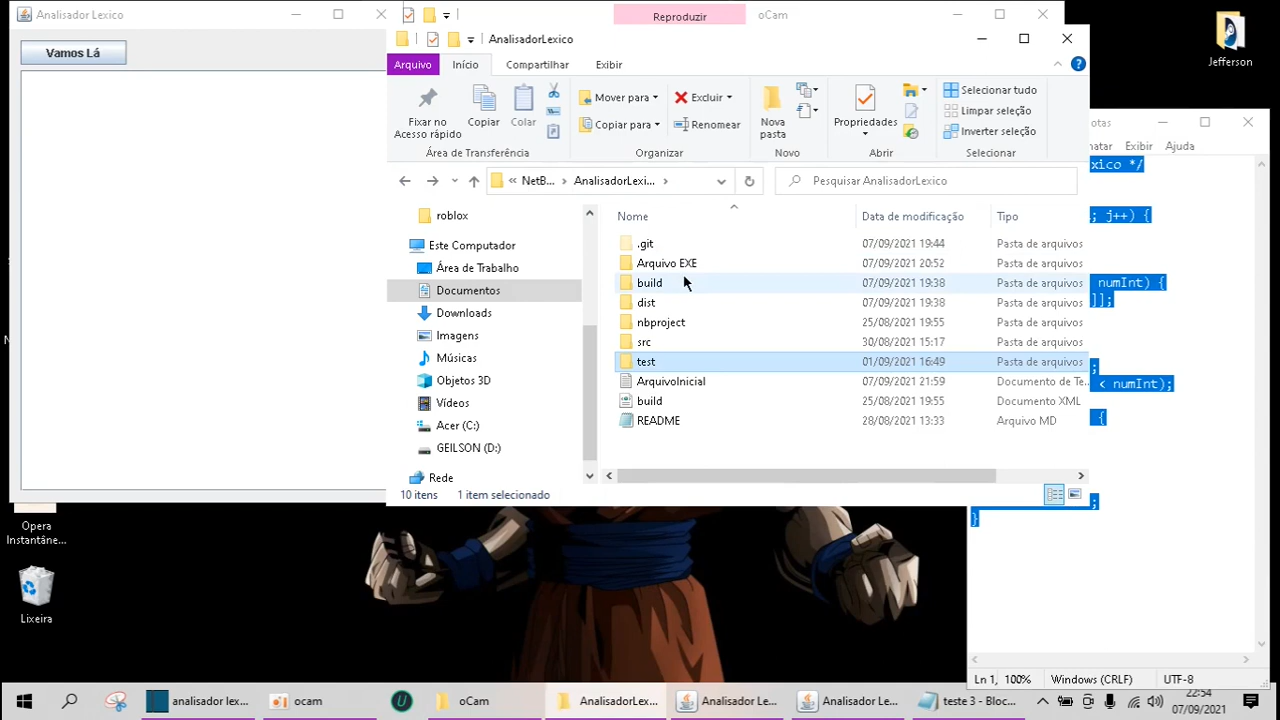 Analisador Lexico
Vamos Lá
Reproduzir
oCam
AnalisadorLexico
Arquivo
Início
Compartilhar
Exibir
Fixar no
Acesso rápido
Copiar
Colar
Mover para
Copiar para
Excluir
Renomear
Nova
pasta
Propriedades
Selecionar tudo
Limpar seleção
Inverter seleção
Área de Transferência
Organizar
Novo
Abrir
Selecionar
« NetB... > AnalisadorLexi... >
Pesquisar AnalisadorLexico
roblox
Este Computador
Área de Trabalho
Documentos
Downloads
Imagens
Músicas
Objetos 3D
Vídeos
Acer (C:)
GEILSON (D:)
Rede
Nome Data de modificação Tipo
.git 07/09/2021 19:44 Pasta de arquivos
Arquivo EXE 07/09/2021 20:52 Pasta de arquivos
build 07/09/2021 19:38 Pasta de arquivos
dist 07/09/2021 19:38 Pasta de arquivos
nbproject 25/08/2021 19:55 Pasta de arquivos
src 30/08/2021 15:17 Pasta de arquivos
test 01/09/2021 16:49 Pasta de arquivos
ArquivoInicial 07/09/2021 21:59 Documento de Te...
build 25/08/2021 19:55 Documento XML
README 28/08/2021 13:33 Arquivo MD
10 itens 1 item selecionado
Jefferson
otas
matar Exibir Ajuda
xico */
; j++) {
numInt) {
]];
;
< numInt);
{
;
}
Ln 1, 100% Windows (CRLF) UTF-8
Opera
Instantâne...
Lixeira
analisador lex...
ocam
oCam
AnalisadorLex...
Analisador Le...
Analisador Le...
teste 3 - Bloc...
22:54
07/09/2021